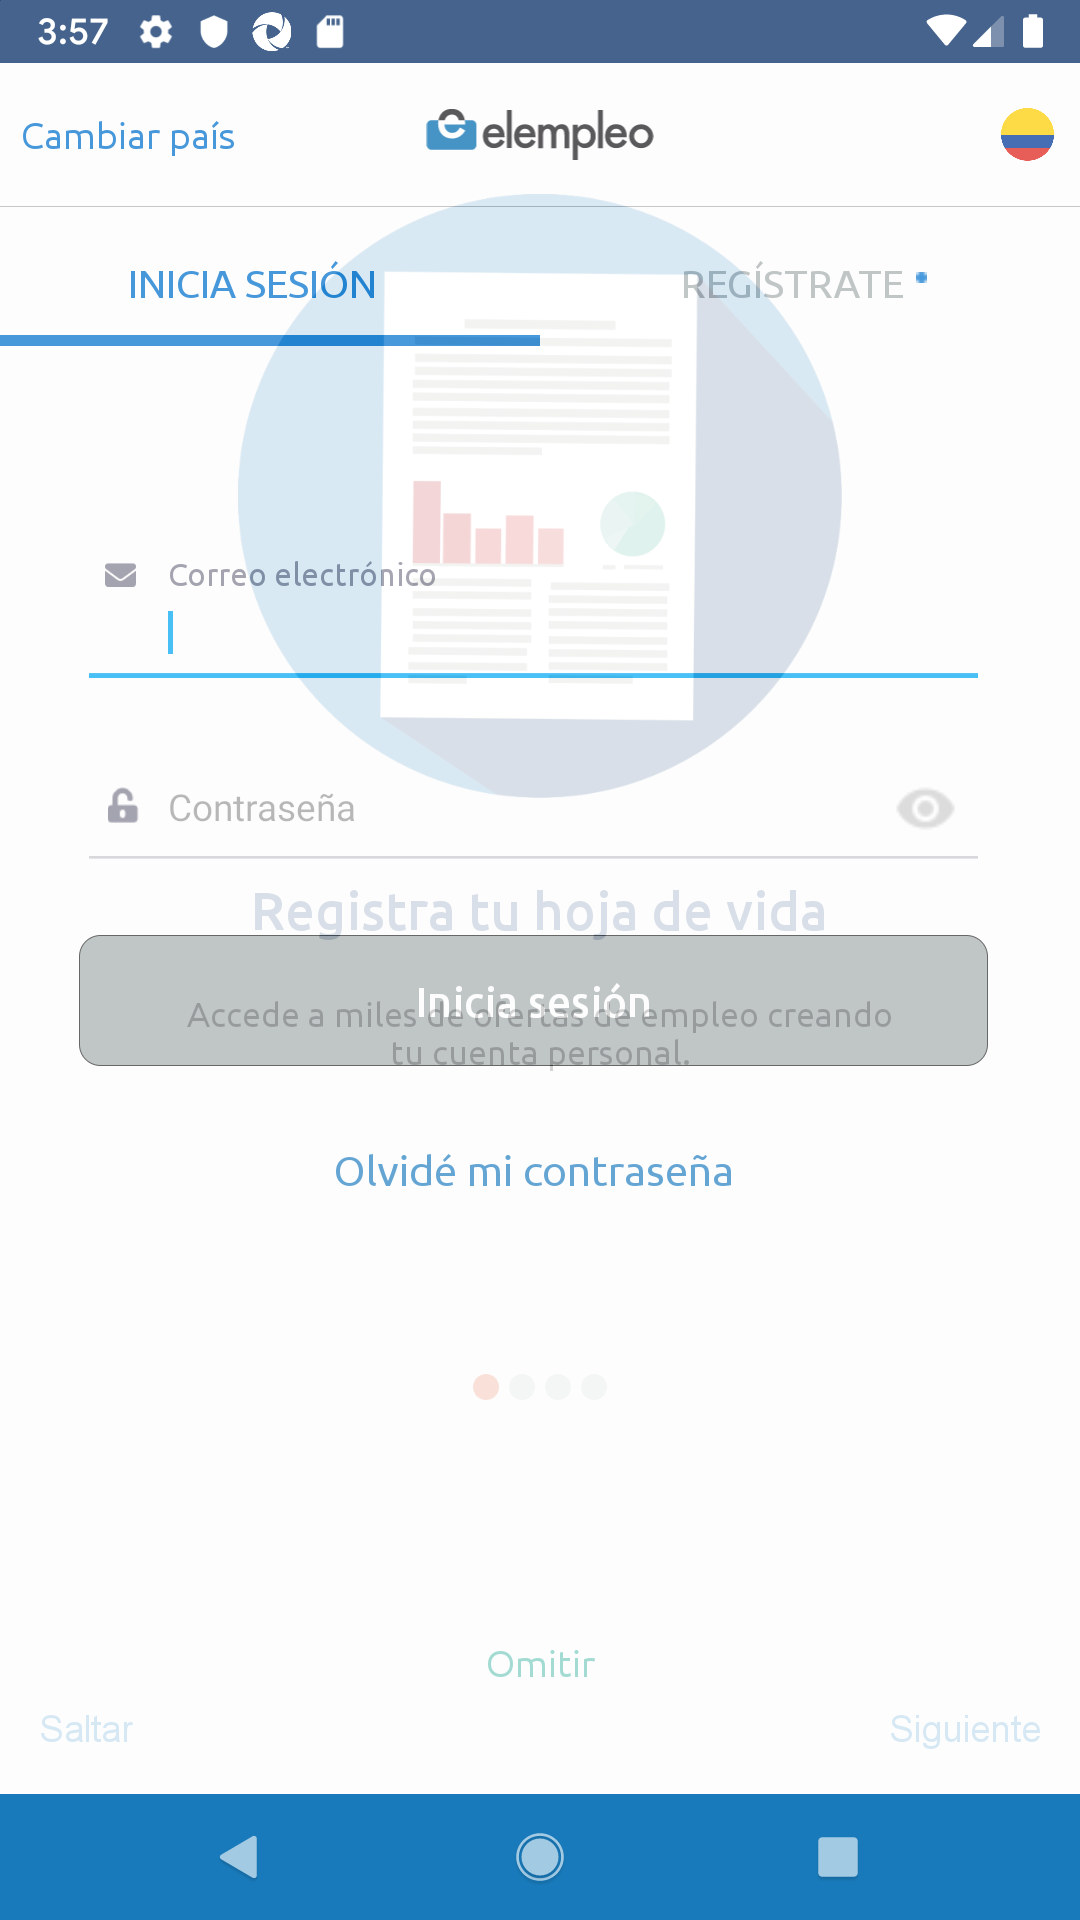 3:57
Cambiar país
elempleo
INICIA SESIÓN
REGÍSTRATE
Correo electrónico
Contraseña
Registra tu hoja de vida
Inicia sesión
Accede a miles de ofertas de empleo creando
tu cuenta personal.
Olvidé mi contraseña
Omitir
Saltar
Siguiente